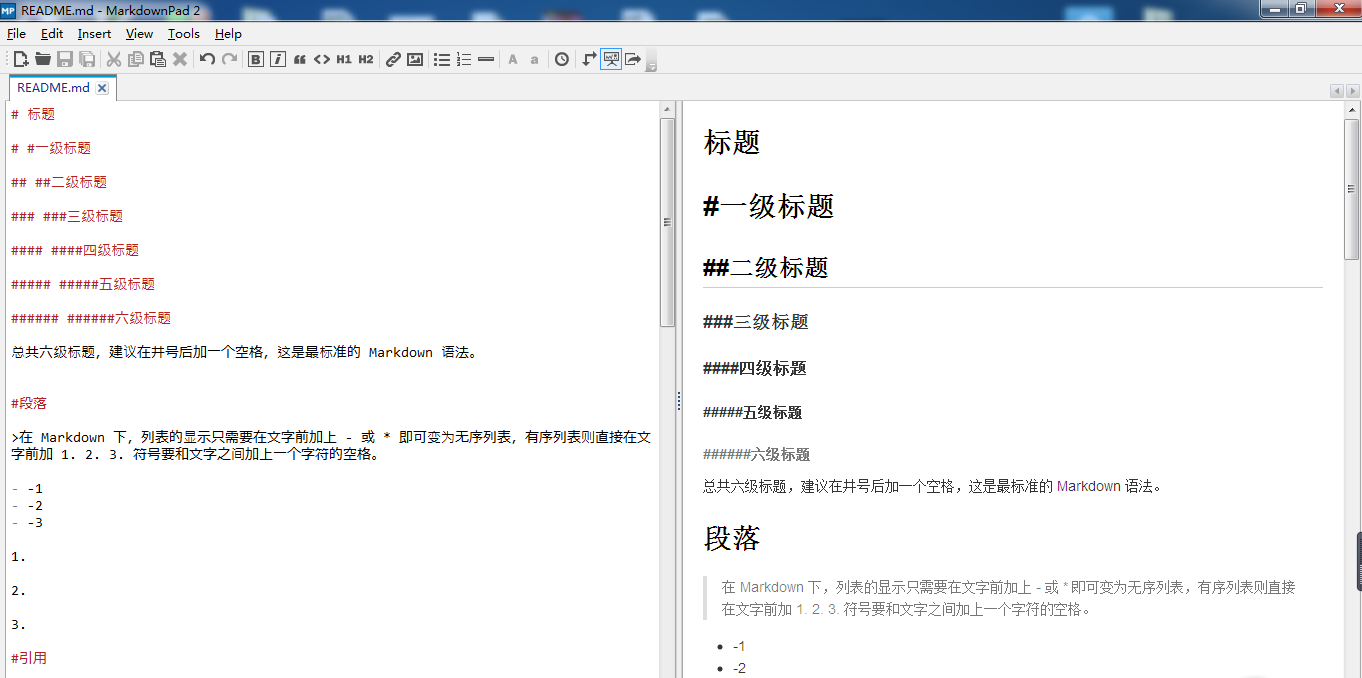 README.md - MarkdownPad 2
File Edit Insert View Tools Help
B i “ <> H1 H2 A a
README.md
# 标题
# #一级标题
## ##二级标题
### ###三级标题
#### ####四级标题
##### #####五级标题
###### ######六级标题
总共六级标题，建议在井号后加一个空格，这是最标准的 Markdown 语法。
#段落
>在 Markdown 下，列表的显示只需要在文字前加上 - 或 * 即可变为无序列表，有序列表则直接在文
字前加 1. 2. 3. 符号要和文字之间加上一个字符的空格。
- -1
- -2
- -3
1.
2.
3.
#引用
标题
#一级标题
##二级标题
###三级标题
####四级标题
#####五级标题
######六级标题
总共六级标题，建议在井号后加一个空格，这是最标准的 Markdown 语法。
段落
在 Markdown 下，列表的显示只需要在文字前加上 - 或 * 即可变为无序列表，有序列表则直接
在文字前加 1. 2. 3. 符号要和文字之间加上一个字符的空格。
• -1
• -2